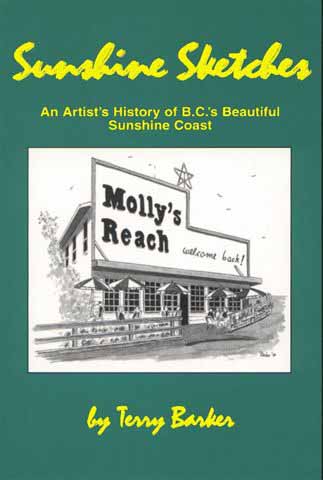 Sunshine Sketches
An Artist's History of B.C.'s Beautiful
Sunshine Coast
Molly's
Reach
welcome back!
by Terry Barker